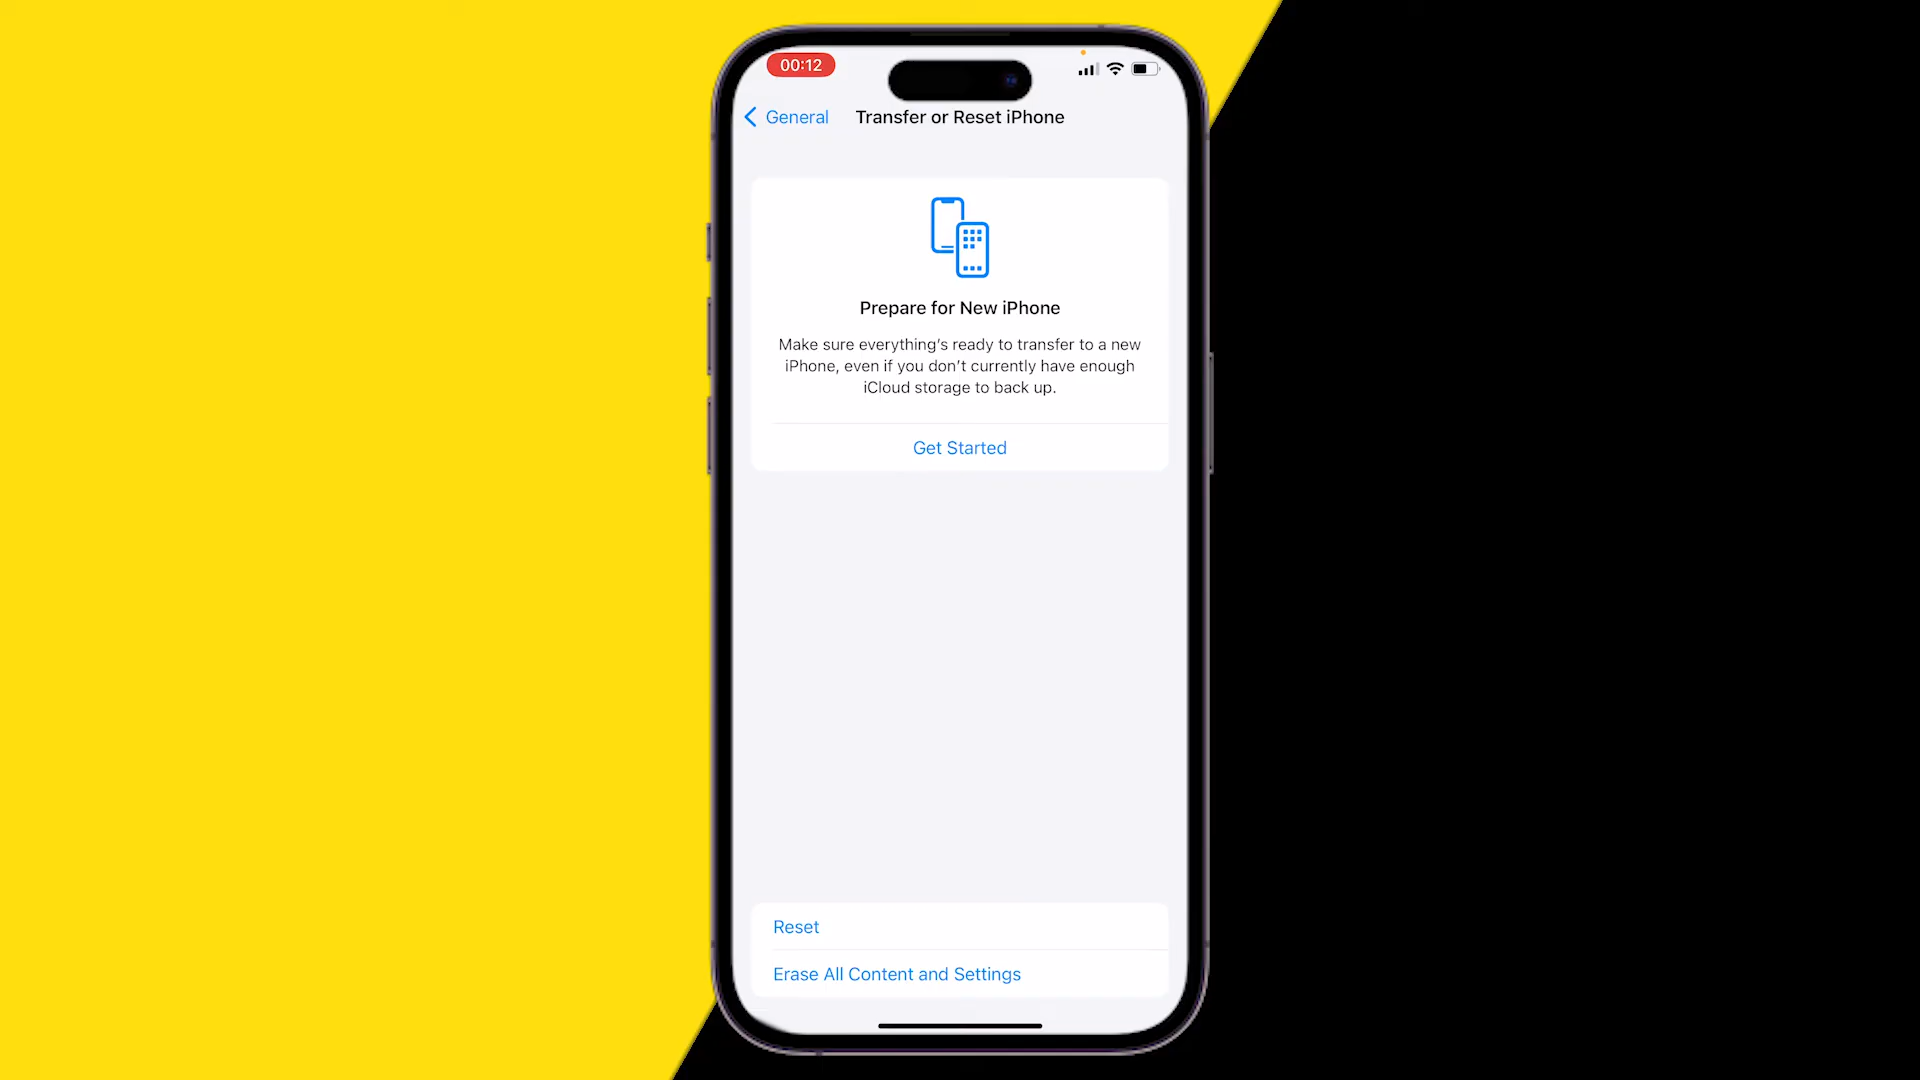 00:12
General
Transfer or Reset iPhone
Prepare for New iPhone
Make sure everything's ready to transfer to a new
iPhone, even if you don't currently have enough
iCloud storage to back up.
Get Started
Reset
Erase All Content and Settings